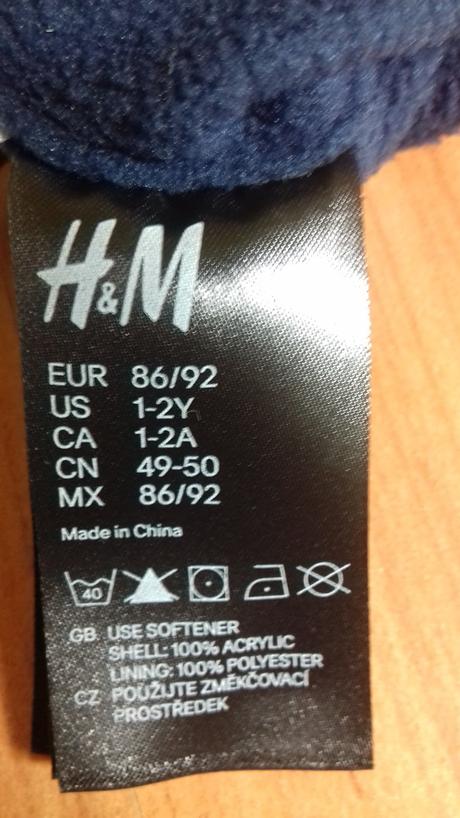 H&M
EUR 86/92
US 1-2Y
CA 1-2A
CN 49-50
MX 86/92
Made in China
40
GB USE SOFTENER
SHELL: 100% ACRYLIC
LINING: 100% POLYESTER
CZ POUŽIJTE ZMĚKČOVACÍ
PROSTŘEDEK